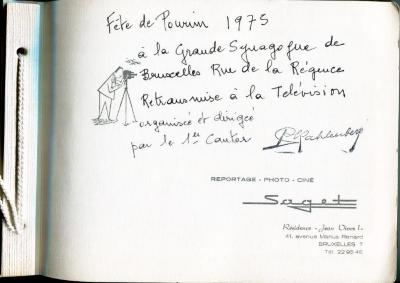 Fête de Pourim 1975
à la Grande Synagogue de
Bruxelles Rue de la Régence
Retransmise à la Télévision
organisée et dirigée
par le 1er Cantor
REPORTAGE - PHOTO - CINÉ
Saget
Résidence - Jean Vives I -
41, avenue Marius Renard
BRUXELLES 7
Tél. 22 95 46